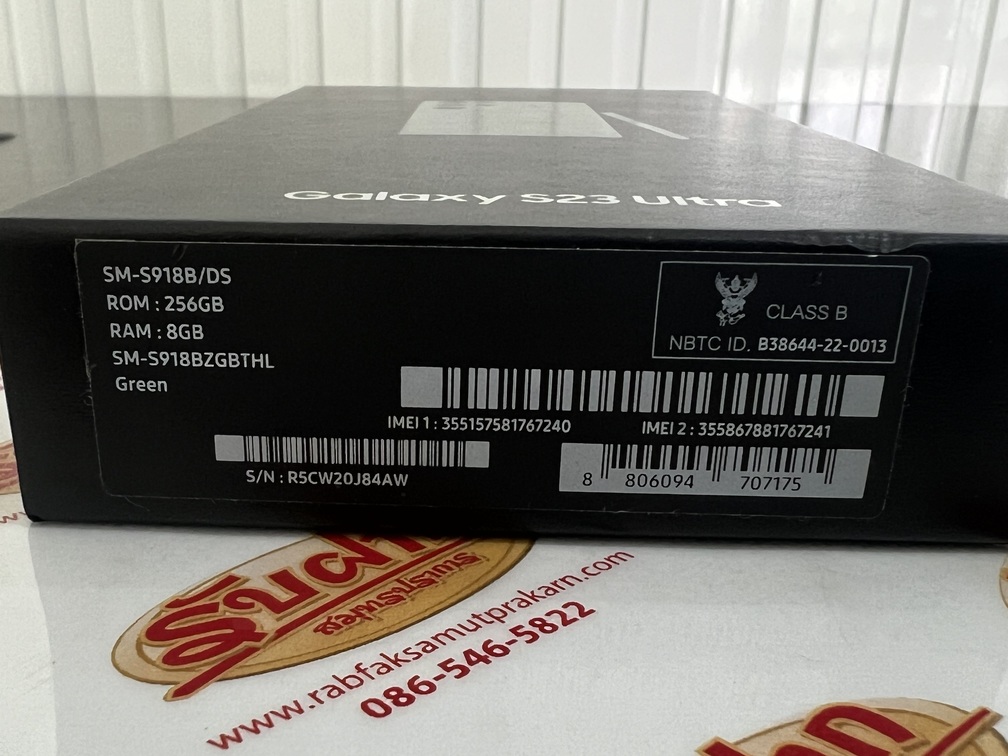 Galaxy S23 Ultra
SM-S918B/DS
ROM : 256GB
RAM : 8GB
SM-S918BZGBTHL
Green
CLASS B
NBTC ID. B38644-22-0013
IMEI 1 : 355157581767240
IMEI 2 : 355867881767241
S/N : R5CW20J84AW
8 806094 707175
รับฝาก
สมุทรปราการ
www.rabfaksamutprakarn.com
086-546-5822